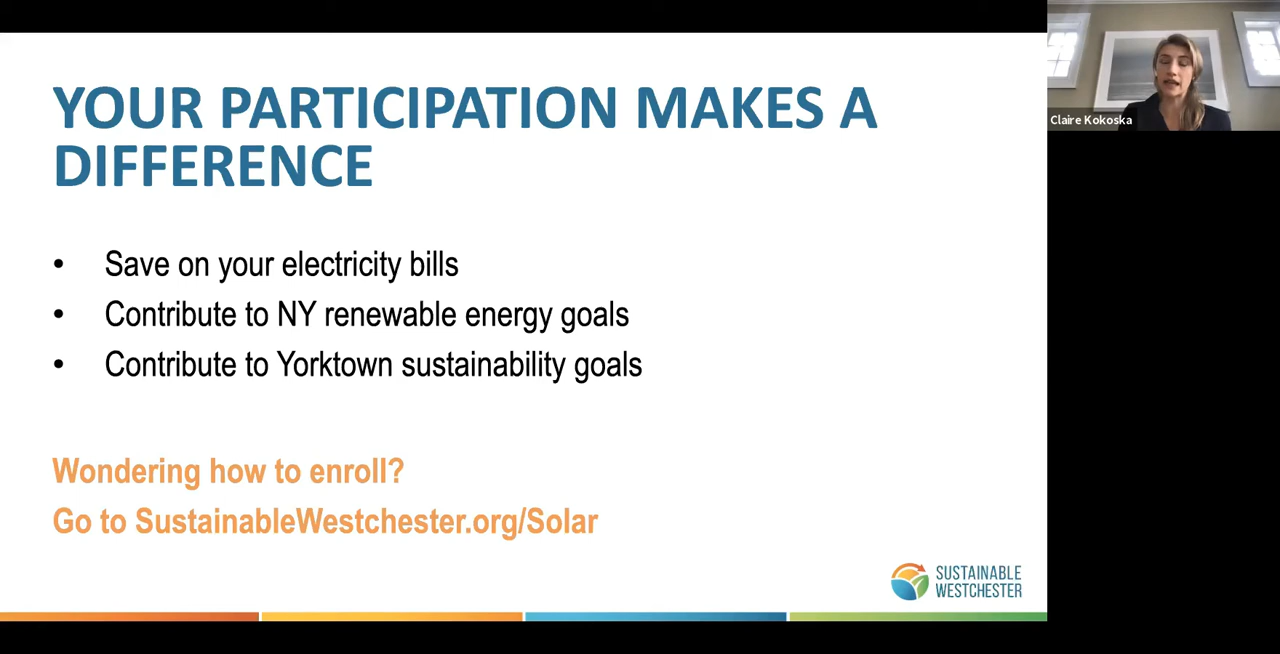 YOUR PARTICIPATION MAKES A
DIFFERENCE
• Save on your electricity bills
• Contribute to NY renewable energy goals
• Contribute to Yorktown sustainability goals
Wondering how to enroll?
Go to SustainableWestchester.org/Solar
SUSTAINABLE
WESTCHESTER
Claire Kokoska